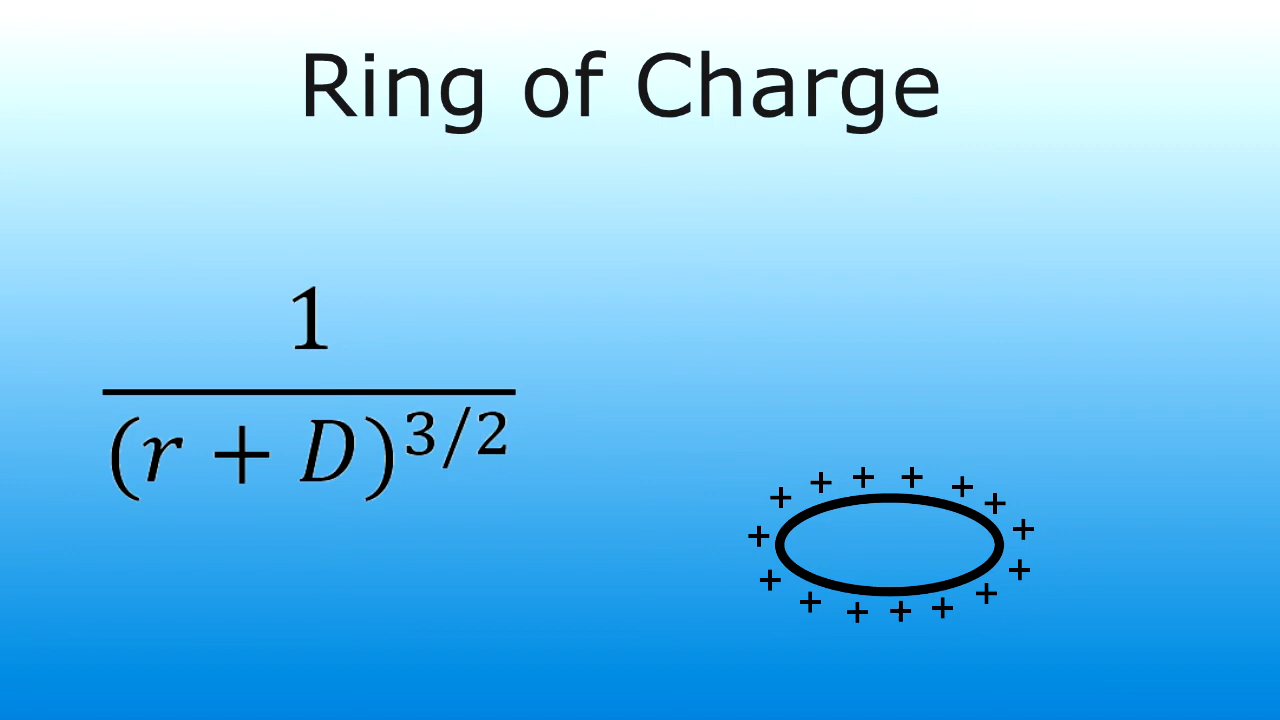 Ring of Charge
1
(r + D)^{3/2}
+ + + + + + + + + + + + + + + +